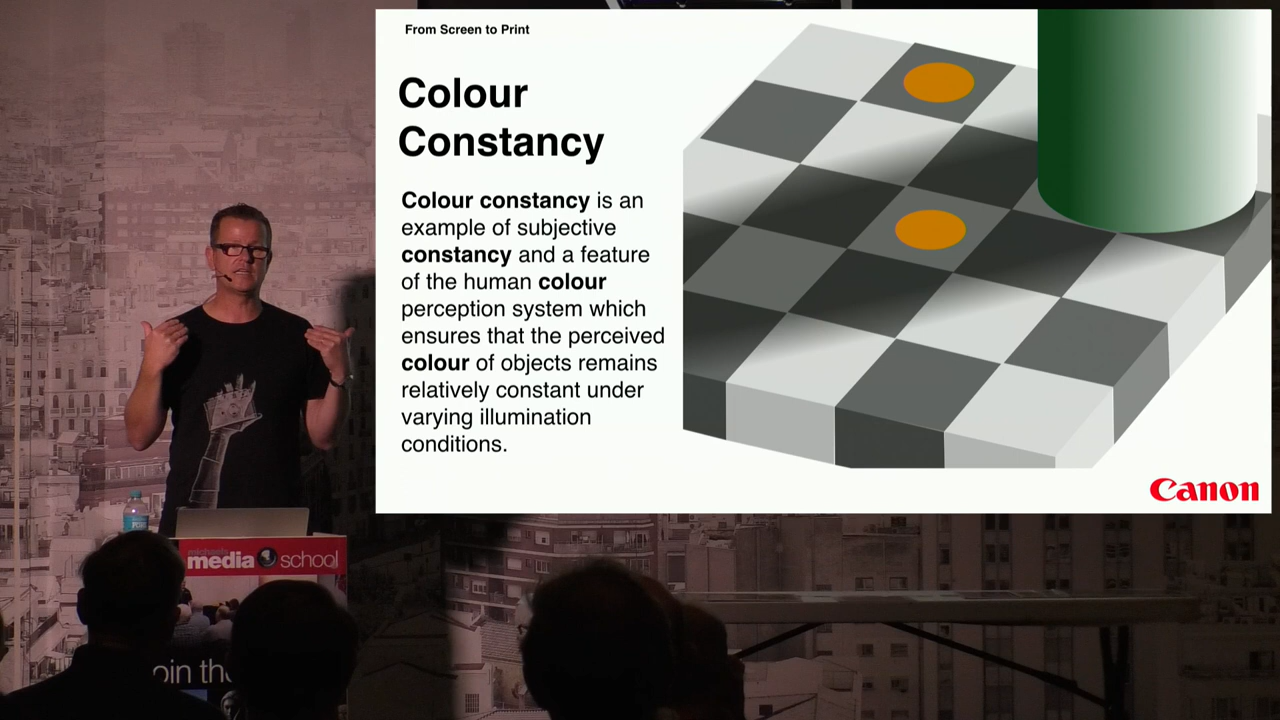 From Screen to Print
Colour
Constancy
Colour constancy is an
example of subjective
constancy and a feature
of the human colour
perception system which
ensures that the perceived
colour of objects remains
relatively constant under
varying illumination
conditions.
Canon
michaels
media school
oin the